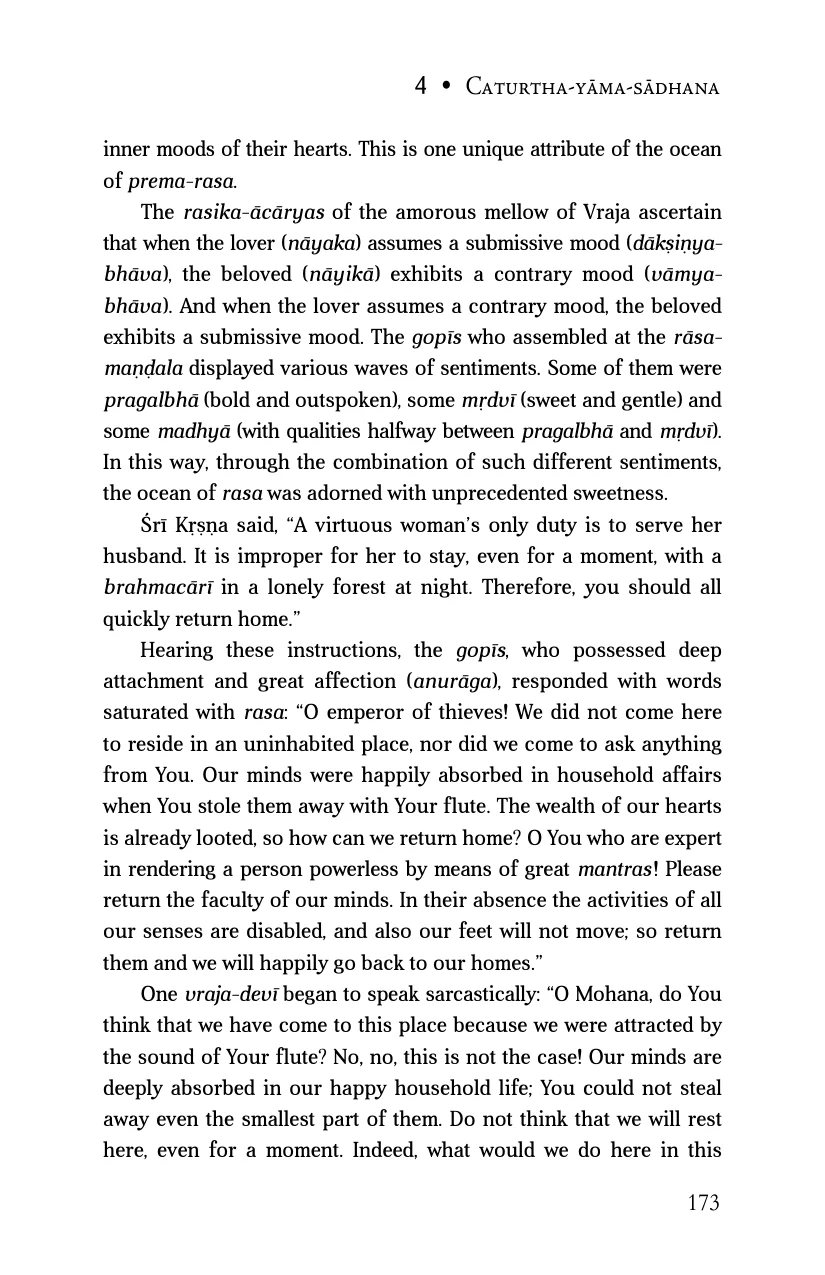 4 • Caturtha-yāma-sādhana
inner moods of their hearts. This is one unique attribute of the ocean
of prema-rasa.
The rasika-ācāryas of the amorous mellow of Vraja ascertain
that when the lover (nāyaka) assumes a submissive mood (dākṣiṇya-
bhāva), the beloved (nāyikā) exhibits a contrary mood (vāmya-
bhāva). And when the lover assumes a contrary mood, the beloved
exhibits a submissive mood. The gopīs who assembled at the rāsa-
maṇḍala displayed various waves of sentiments. Some of them were
pragalbhā (bold and outspoken), some mṛdvī (sweet and gentle) and
some madhyā (with qualities halfway between pragalbhā and mṛdvī).
In this way, through the combination of such different sentiments,
the ocean of rasa was adorned with unprecedented sweetness.
Śrī Kṛṣṇa said, “A virtuous woman’s only duty is to serve her
husband. It is improper for her to stay, even for a moment, with a
brahmacārī in a lonely forest at night. Therefore, you should all
quickly return home.”
Hearing these instructions, the gopīs, who possessed deep
attachment and great affection (anurāga), responded with words
saturated with rasa: “O emperor of thieves! We did not come here
to reside in an uninhabited place, nor did we come to ask anything
from You. Our minds were happily absorbed in household affairs
when You stole them away with Your flute. The wealth of our hearts
is already looted, so how can we return home? O You who are expert
in rendering a person powerless by means of great mantras! Please
return the faculty of our minds. In their absence the activities of all
our senses are disabled, and also our feet will not move; so return
them and we will happily go back to our homes.”
One vraja-devī began to speak sarcastically: “O Mohana, do You
think that we have come to this place because we were attracted by
the sound of Your flute? No, no, this is not the case! Our minds are
deeply absorbed in our happy household life; You could not steal
away even the smallest part of them. Do not think that we will rest
here, even for a moment. Indeed, what would we do here in this
173